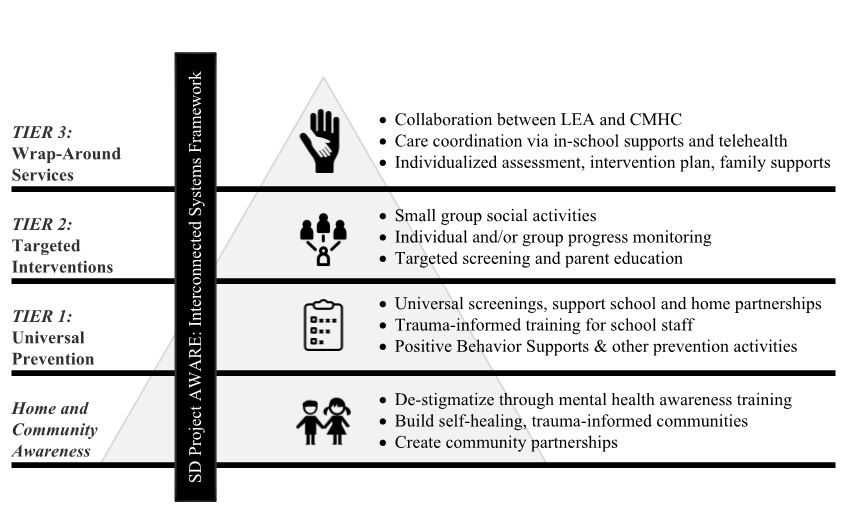 SD Project AWARE: Interconnected Systems Framework
TIER 3:
Wrap-Around
Services
• Collaboration between LEA and CMHC
• Care coordination via in-school supports and telehealth
• Individualized assessment, intervention plan, family supports
TIER 2:
Targeted
Interventions
• Small group social activities
• Individual and/or group progress monitoring
• Targeted screening and parent education
TIER 1:
Universal
Prevention
• Universal screenings, support school and home partnerships
• Trauma-informed training for school staff
• Positive Behavior Supports & other prevention activities
Home and
Community
Awareness
• De-stigmatize through mental health awareness training
• Build self-healing, trauma-informed communities
• Create community partnerships